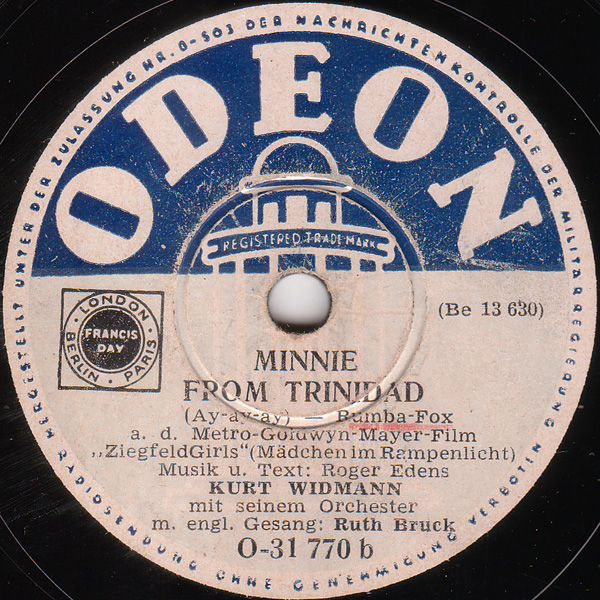 HERGESTELLT UNTER DER ZULASSUNG NR. O-503 DER NACHRICHTENKONTROLLE DER MILITÄRREGIERUNG
ODEON
REGISTERED TRADE MARK
LONDON · PARIS · BERLIN ·
FRANCIS
DAY
(Be 13 630)
MINNIE
FROM TRINIDAD
(Ay-ay-ay) — Rumba-Fox
a. d. Metro-Goldwyn-Mayer-Film
„ZiegfeldGirls“ (Mädchen im Rampenlicht)
Musik u. Text: Roger Edens
KURT WIDMANN
mit seinem Orchester
m. engl. Gesang: Ruth Bruck
O-31 770 b
RADIOSENDUNG OHNE GENEHMIGUNG VERBOTEN